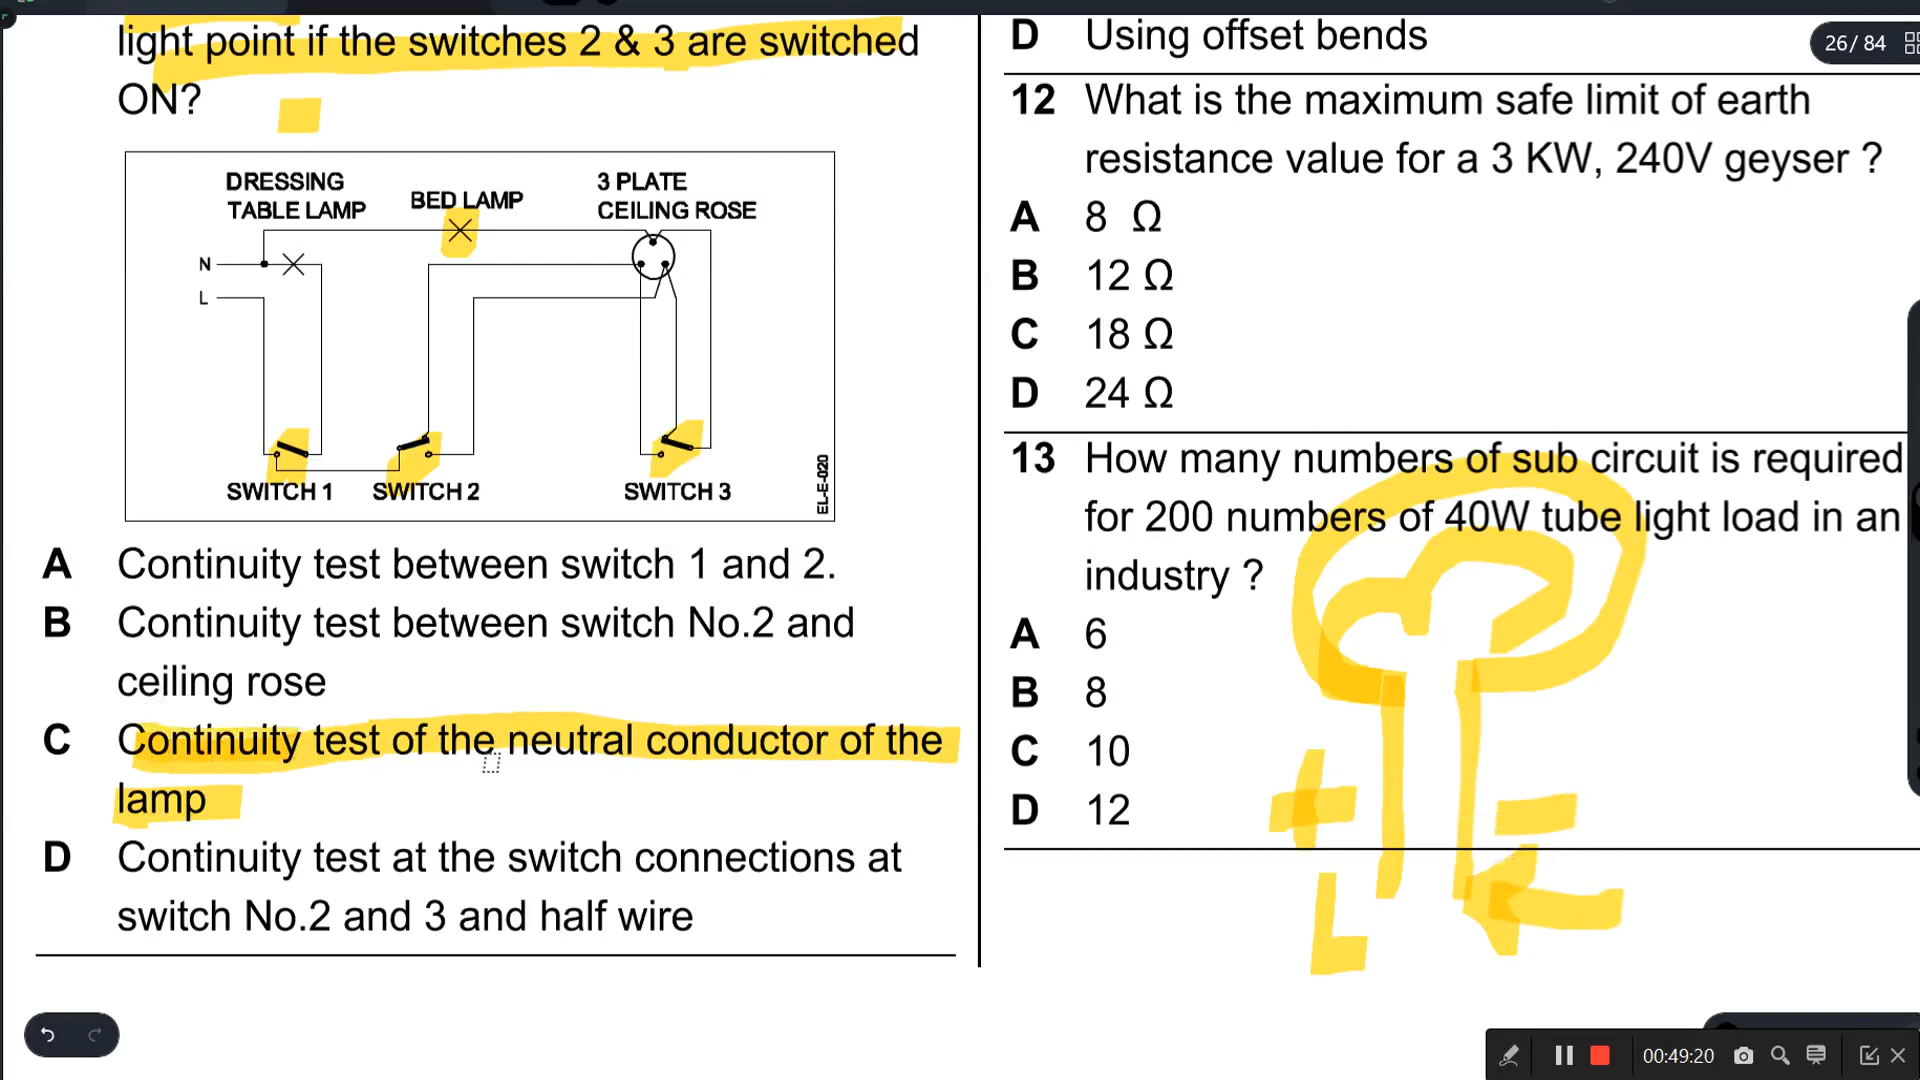 light point if the switches 2 & 3 are switched
ON?
DRESSING
TABLE LAMP
BED LAMP
3 PLATE
CEILING ROSE
N
L
SWITCH 1
SWITCH 2
SWITCH 3
EL-E-020
A Continuity test between switch 1 and 2.
B Continuity test between switch No.2 and
ceiling rose
C Continuity test of the neutral conductor of the
lamp
D Continuity test at the switch connections at
switch No.2 and 3 and half wire
D Using offset bends
12 What is the maximum safe limit of earth
resistance value for a 3 KW, 240V geyser ?
A 8 Ω
B 12 Ω
C 18 Ω
D 24 Ω
13 How many numbers of sub circuit is required
for 200 numbers of 40W tube light load in an
industry ?
A 6
B 8
C 10
D 12
+
-
L
26 / 84
00:49:20